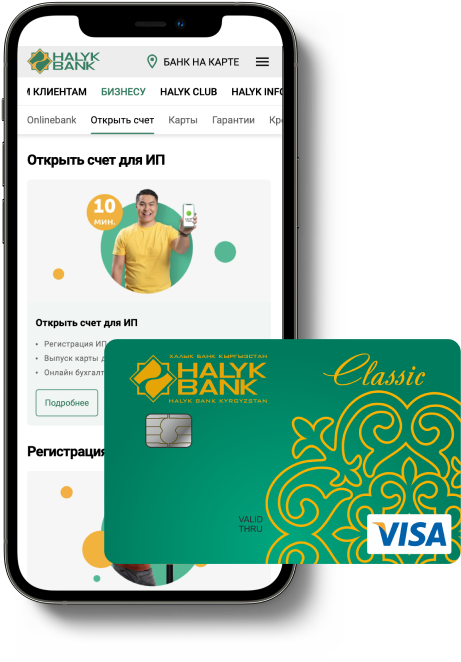 HALYK
BANK
БАНК НА КАРТЕ
КЛИЕНТАМ БИЗНЕСУ HALYK CLUB HALYK INFO
Onlinebank Открыть счет Карты Гарантии
Открыть счет для ИП
10
мин.
Открыть счет для ИП
• Регистрация ИП
• Выпуск карты
• Онлайн
Подробнее
ХАЛЫК БАНК КЫРГЫЗСТАН
HALYK
BANK
HALYK BANK KYRGYZSTAN
Classic
VALID
THRU
VISA
Регистрация